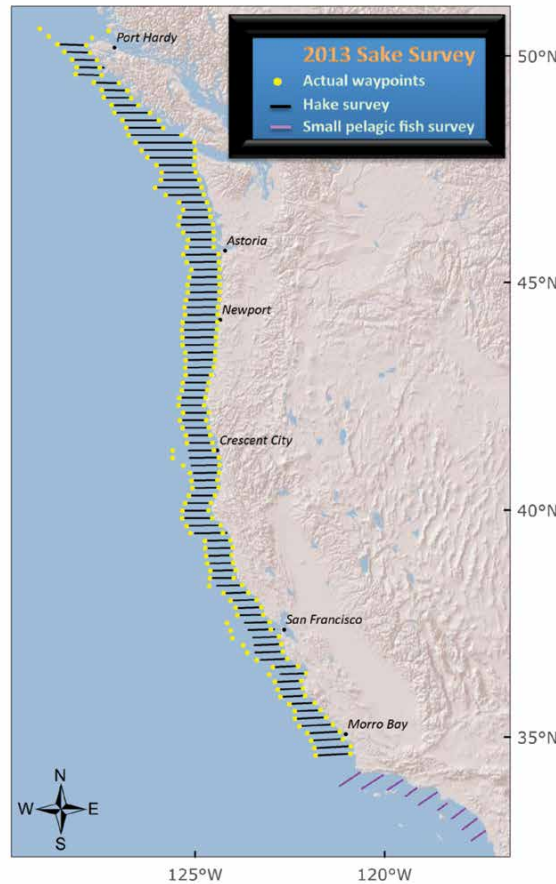 Port Hardy
50°N
2013 Sake Survey
Actual waypoints
Hake survey
Small pelagic fish survey
Astoria
45°N
Newport
Crescent City
40°N
San Francisco
Morro Bay
35°N
N
W E
S
125°W 120°W